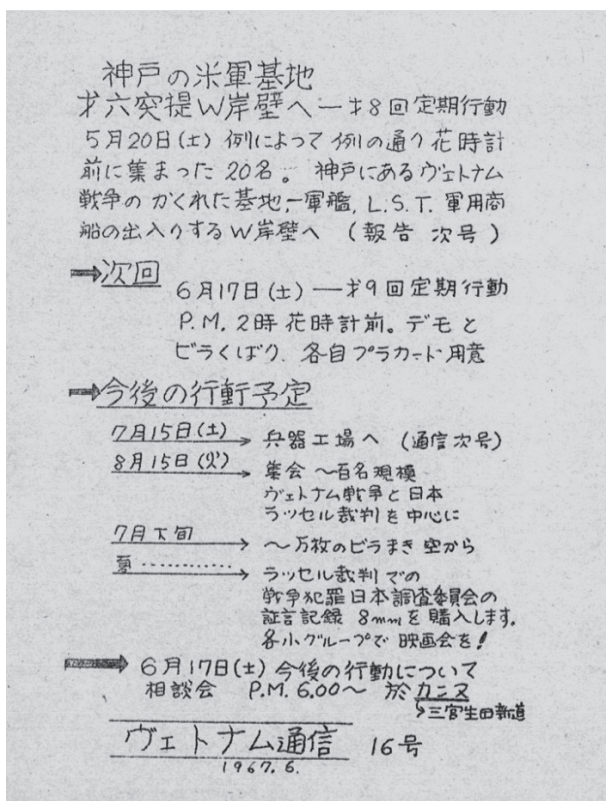 神戸の米軍基地
才六突提W岸壁へ―才8回定期行動
5月20日(土) 例によって例の通り花時計
前に集まった20名。神戸にあるヴェトナム
戦争のかくれた基地,―軍艦, L.S.T. 軍用商
船の出入りするW岸壁へ (報告 次号)
➡次回
6月17日(土) ―才9回定期行動
P.M. 2時 花時計前。デモと
ビラくばり. 各自プラカード用意
➡今後の行動予定
7月15日(土) → 兵器工場へ (通信次号)
8月15日(火) → 集会 〜百名規模
ヴェトナム戦争と日本
ラッセル裁判を中心に
7月下旬 → 〜万枚のビラまき 空から
夏………… → ラッセル裁判での
戦争犯罪日本調査委員会の
証言記録 8mmを購入します.
各小グループで映画会を!
➡ 6月17日(土) 今後の行動について
相談会 P.M. 6.00〜 於カニヌ
↳三宮生田新道
ヴェトナム通信 16号
1967.6.